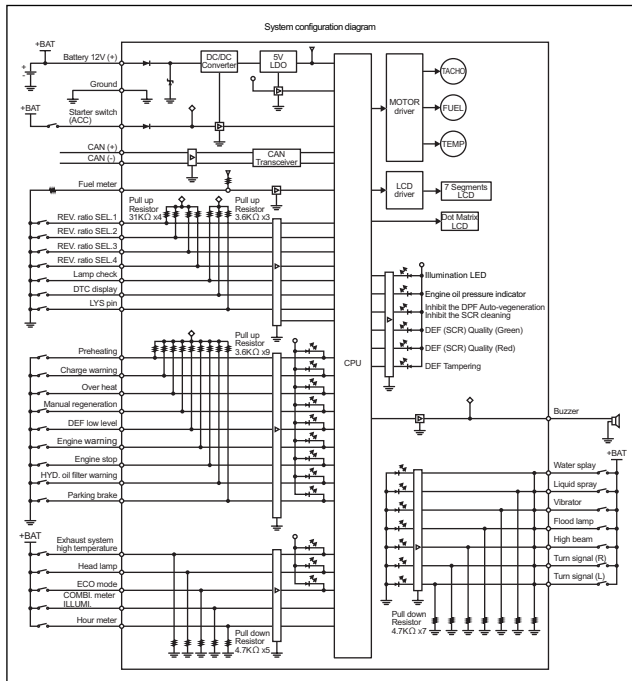 System configuration diagram
+BAT
Battery 12V (+)
+
-
DC/DC
Converter
5V
LDO
Ground
+BAT
Starter switch
(ACC)
CAN (+)
CAN (-)
CAN
Transceiver
Fuel meter
Pull up
Resistor
31KΩ x4
Pull up
Resistor
3.6KΩ x3
REV. ratio SEL.1
REV. ratio SEL.2
REV. ratio SEL.3
REV. ratio SEL.4
Lamp check
DTC display
LYS pin
Pull up
Resistor
3.6KΩ x9
Preheating
Charge warning
Over heat
Manual regeneration
DEF low level
Engine warning
Engine stop
HYD. oil filter warning
Parking brake
+BAT
Exhaust system
high temperature
Head lamp
ECO mode
COMBI. meter
ILLUMI.
Hour meter
Pull down
Resistor
4.7KΩ x5
CPU
MOTOR
driver
TACHO
FUEL
TEMP
LCD
driver
7 Segments
LCD
Dot Matrix
LCD
Illumination LED
Engine oil pressure indicator
Inhibit the DPF Auto-regeneration
Inhibit the SCR cleaning
DEF (SCR) Quality (Green)
DEF (SCR) Quality (Red)
DEF Tampering
Buzzer
+BAT
Water splay
Liquid spray
Vibrator
Flood lamp
High beam
Turn signal (R)
Turn signal (L)
Pull down
Resistor
4.7KΩ x7